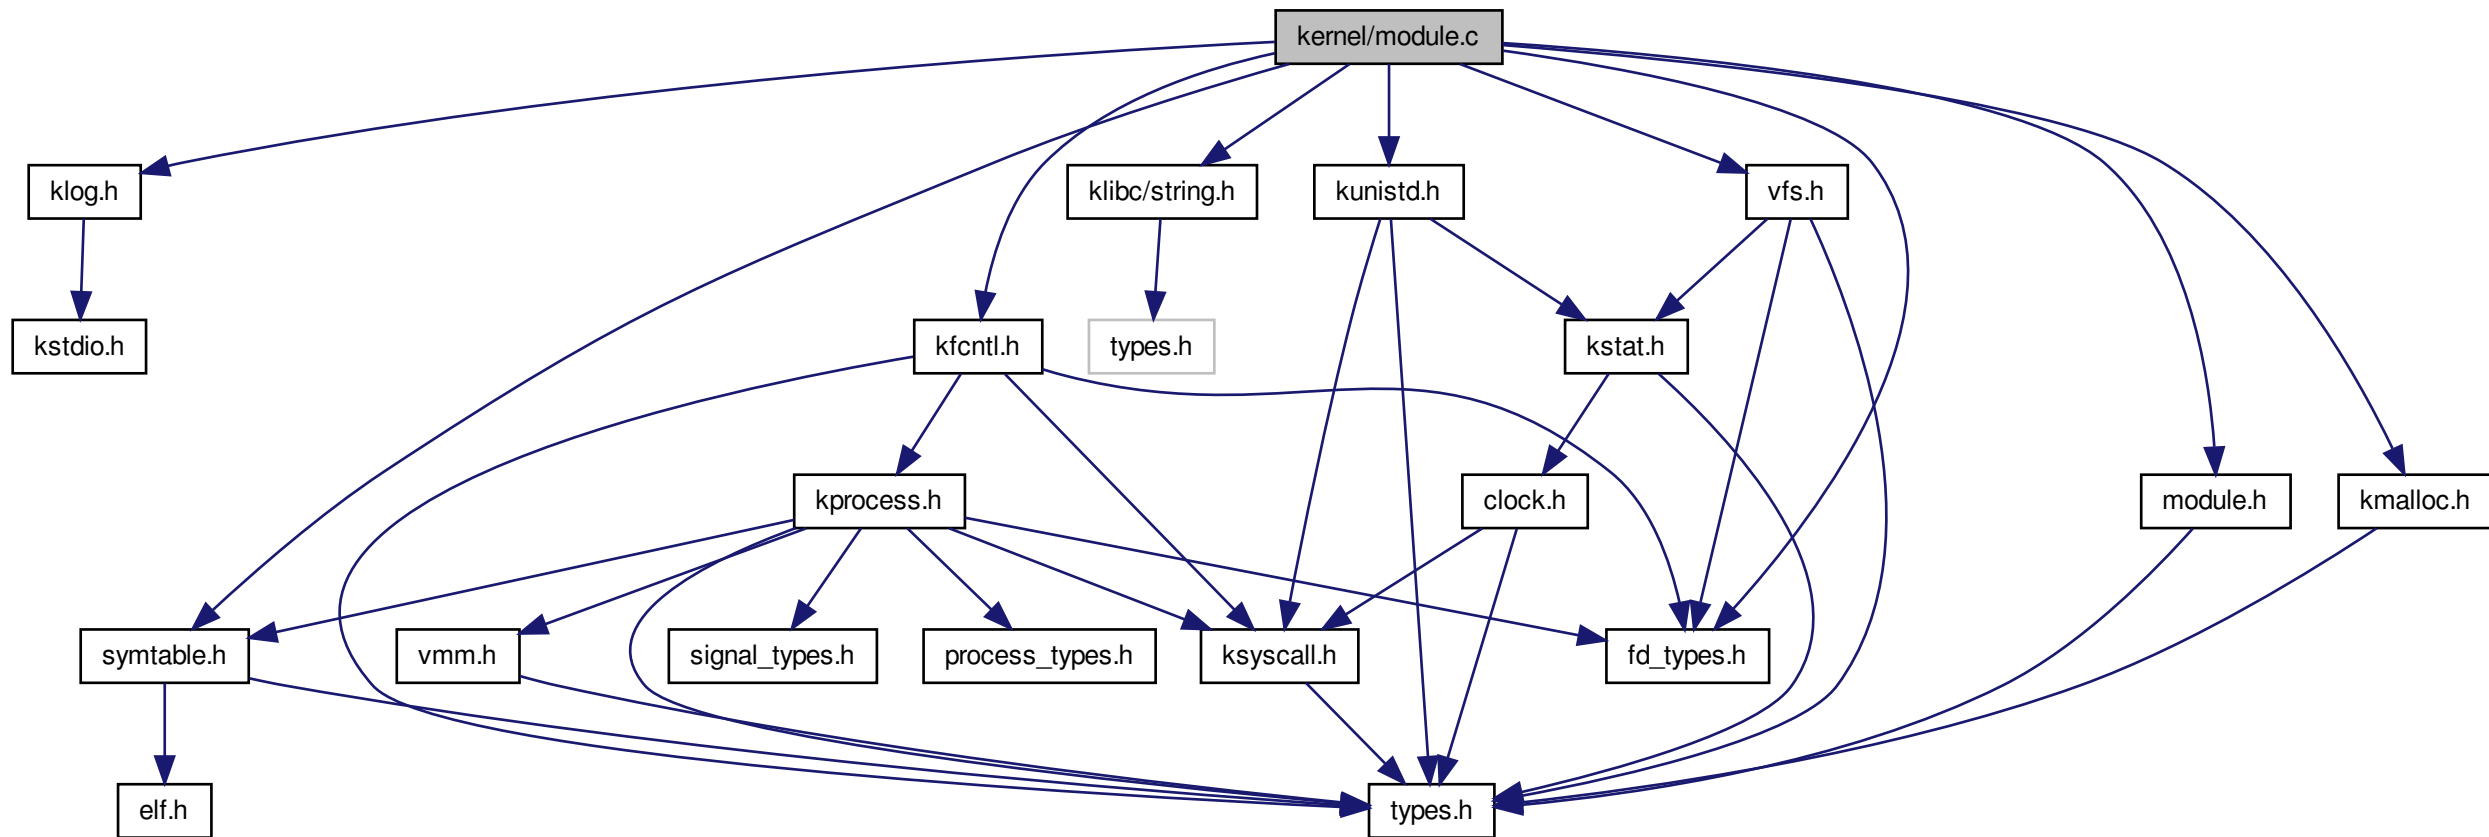 kernel/module.c
klog.h
klibc/string.h
kunistd.h
vfs.h
kstdio.h
kfcntl.h
types.h
kstat.h
kprocess.h
clock.h
module.h
kmalloc.h
symtable.h
vmm.h
signal_types.h
process_types.h
ksyscall.h
fd_types.h
elf.h
types.h